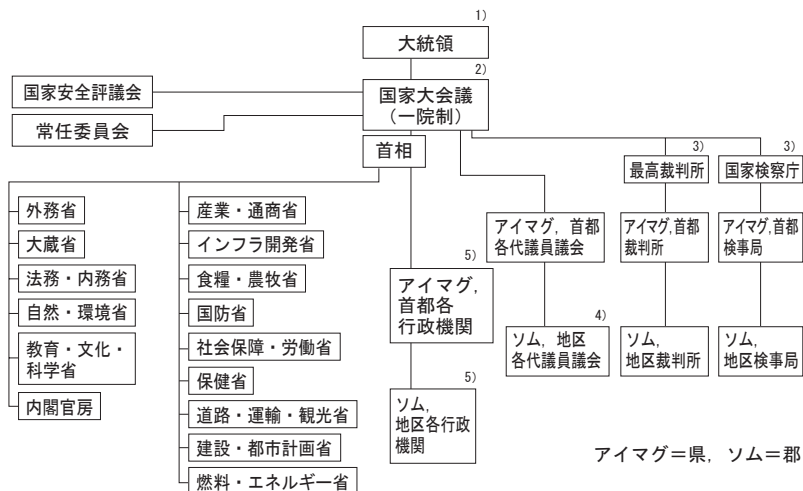 1)
大統領
2)
国家安全評議会
国家大会議
(一院制)
常任委員会
首相
3)
最高裁判所
3)
国家検察庁
外務省
大蔵省
法務・内務省
自然・環境省
教育・文化・
科学省
内閣官房
産業・通商省
インフラ開発省
食糧・農牧省
国防省
社会保障・労働省
保健省
道路・運輸・観光省
建設・都市計画省
燃料・エネルギー省
5)
アイマグ,
首都各
行政機関
5)
ソム,
地区各行政
機関
アイマグ, 首都
各代議員議会
4)
ソム, 地区
各代議員議会
アイマグ,首都
裁判所
ソム,
地区裁判所
アイマグ,首都
検事局
ソム,
地区検事局
アイマグ=県, ソム=郡